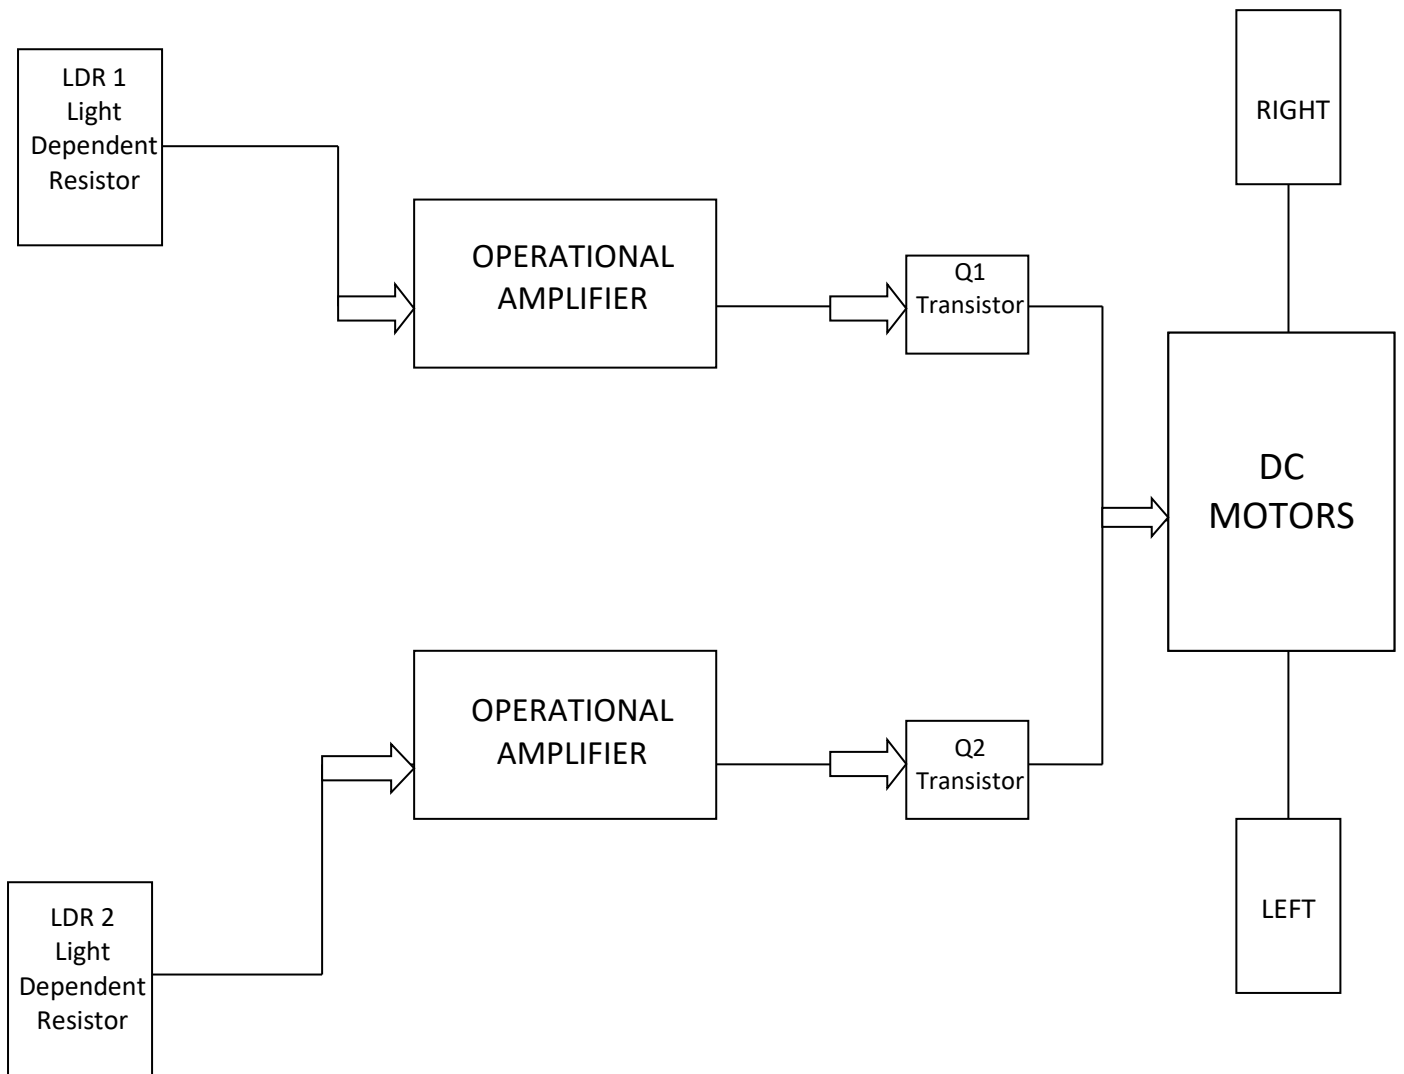 LDR 1
Light
Dependent
Resistor
OPERATIONAL
AMPLIFIER
Q1
Transistor
RIGHT
DC
MOTORS
OPERATIONAL
AMPLIFIER
Q2
Transistor
LEFT
LDR 2
Light
Dependent
Resistor